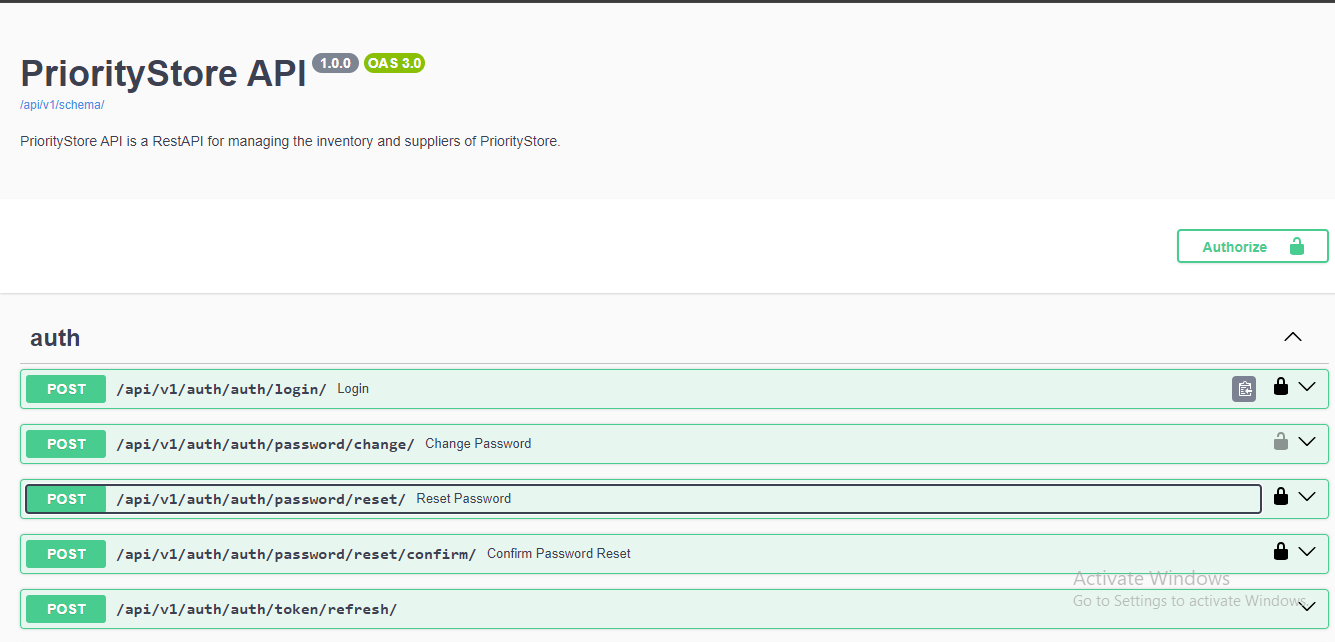 PriorityStore API 1.0.0 OAS 3.0
/api/v1/schema/
PriorityStore API is a RestAPI for managing the inventory and suppliers of PriorityStore.
Authorize
auth
POST /api/v1/auth/auth/login/ Login
POST /api/v1/auth/auth/password/change/ Change Password
POST /api/v1/auth/auth/password/reset/ Reset Password
POST /api/v1/auth/auth/password/reset/confirm/ Confirm Password Reset
Activate Windows
Go to Settings to activate Windows.
POST /api/v1/auth/auth/token/refresh/